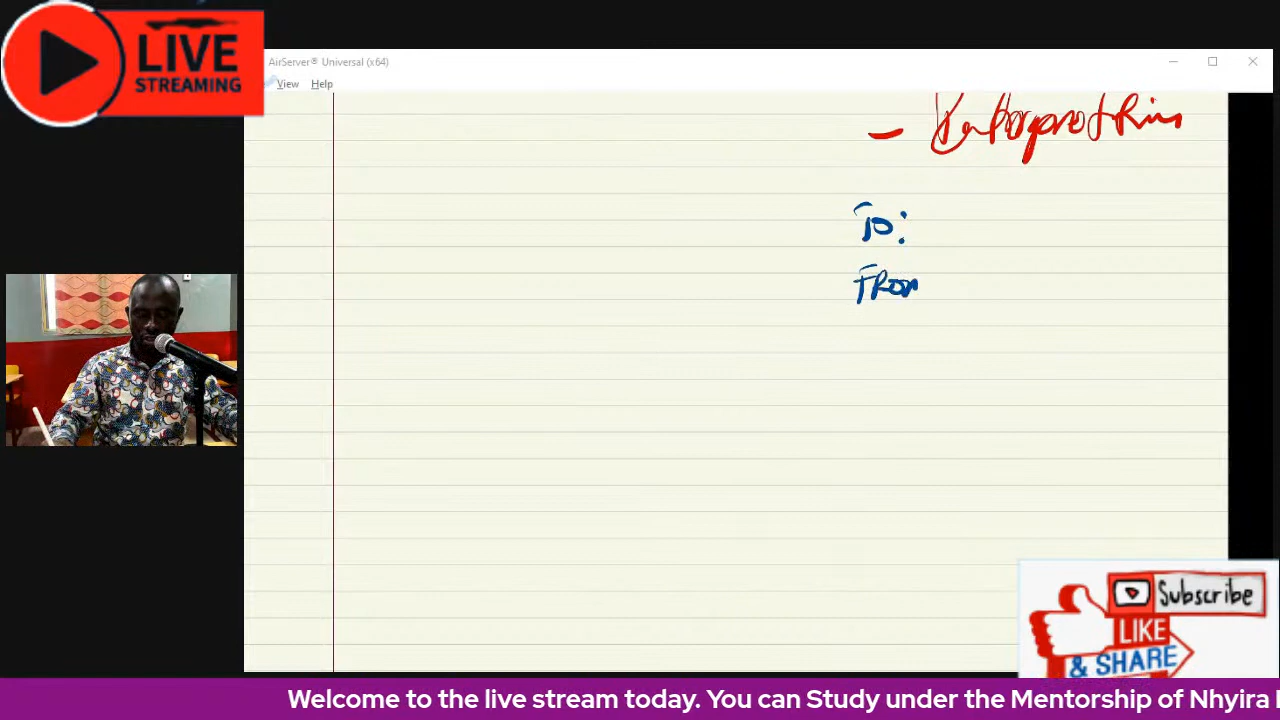 LIVE
STREAMING
AirServer® Universal (x64)
View Help
To:
From
Subscribe
LIKE
& SHARE
Welcome to the live stream today. You can Study under the Mentorship of Nhyira